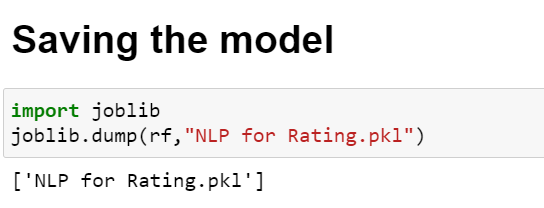 Saving the model
import joblib
joblib.dump(rf,"NLP for Rating.pkl")
['NLP for Rating.pkl']